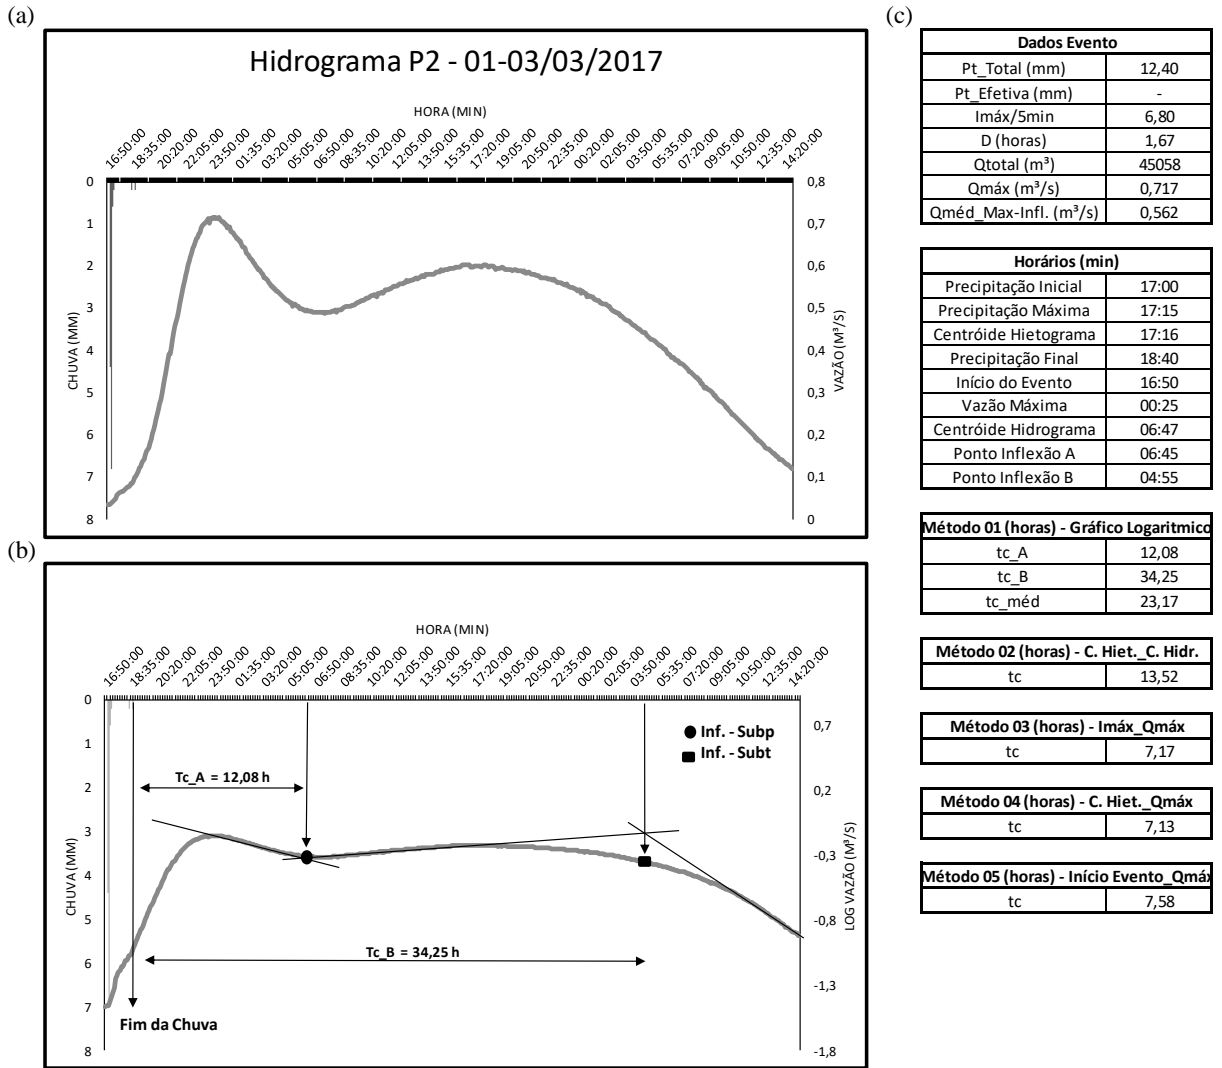 (a)
Hidrograma P2 - 01-03/03/2017
HORA (MIN)
16:50:00 18:35:00 20:20:00 22:05:00 23:50:00 01:35:00 03:20:00 05:05:00 06:50:00 08:35:00 10:20:00 12:05:00 13:50:00 15:35:00 17:20:00 19:05:00 20:50:00 22:35:00 00:20:00 02:05:00 03:50:00 05:35:00 07:20:00 09:05:00 10:50:00 12:35:00 14:20:00
0 0,8
1 0,7
2 0,6
3 0,5
4 0,4
5 0,3
6 0,2
7 0,1
8 0
CHUVA (MM)
VAZÃO (M³/S)
(b)
HORA (MIN)
16:50:00 18:35:00 20:20:00 22:05:00 23:50:00 01:35:00 03:20:00 05:05:00 06:50:00 08:35:00 10:20:00 12:05:00 13:50:00 15:35:00 17:20:00 19:05:00 20:50:00 22:35:00 00:20:00 02:05:00 03:50:00 05:35:00 07:20:00 09:05:00 10:50:00 12:35:00 14:20:00
0
1
2
3
4
5
6
7
8
CHUVA (MM)
0,7
0,2
-0,3
-0,8
-1,3
-1,8
LOG VAZÃO (M³/S)
Inf. - Subp
Inf. - Subt
Tc_A = 12,08 h
Tc_B = 34,25 h
Fim da Chuva
(c)
Dados Evento
Pt_Total (mm) 12,40
Pt_Efetiva (mm) -
Imáx/5min 6,80
D (horas) 1,67
Qtotal (m³) 45058
Qmáx (m³/s) 0,717
Qméd_Max-Infl. (m³/s) 0,562
Horários (min)
Precipitação Inicial 17:00
Precipitação Máxima 17:15
Centróide Hietograma 17:16
Precipitação Final 18:40
Início do Evento 16:50
Vazão Máxima 00:25
Centróide Hidrograma 06:47
Ponto Inflexão A 06:45
Ponto Inflexão B 04:55
Método 01 (horas) - Gráfico Logaritmico
tc_A 12,08
tc_B 34,25
tc_méd 23,17
Método 02 (horas) - C. Hiet._C. Hidr.
tc 13,52
Método 03 (horas) - Imáx_Qmáx
tc 7,17
Método 04 (horas) - C. Hiet._Qmáx
tc 7,13
Método 05 (horas) - Início Evento_Qmáx
tc 7,58